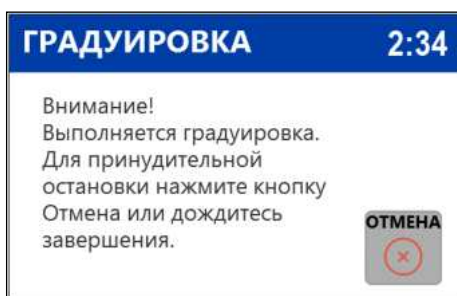 ГРАДУИРОВКА 2:34
Внимание!
Выполняется градуировка.
Для принудительной
остановки нажмите кнопку
Отмена или дождитесь
завершения.
ОТМЕНА